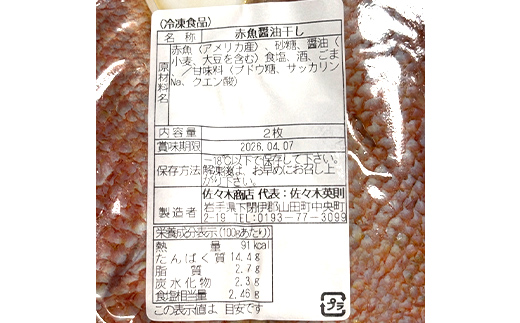 (冷凍食品)
名称 赤魚醤油干し
原材料名 赤魚(アメリカ産)、砂糖、醤油(
小麦、大豆を含む)食塩、酒、ごま
、/甘味料(ブドウ糖、サッカリン
Na、クエン酸)
内容量 2枚
賞味期限 2026.04.07
保存方法 -18℃以下で保存して下さい。
解凍後は、お早めにお召し上
がり下さい。
製造者 佐々木商店 代表:佐々木英則
岩手県下閉伊郡山田町中央町
2-19 TEL:0193-77-3099
栄養成分表示(100gあたり)
熱量 91kcal
たんぱく質 14.4g
脂質 2.7g
炭水化物 2.3g
食塩相当量 2.46g
この表示値は、目安です
プラ